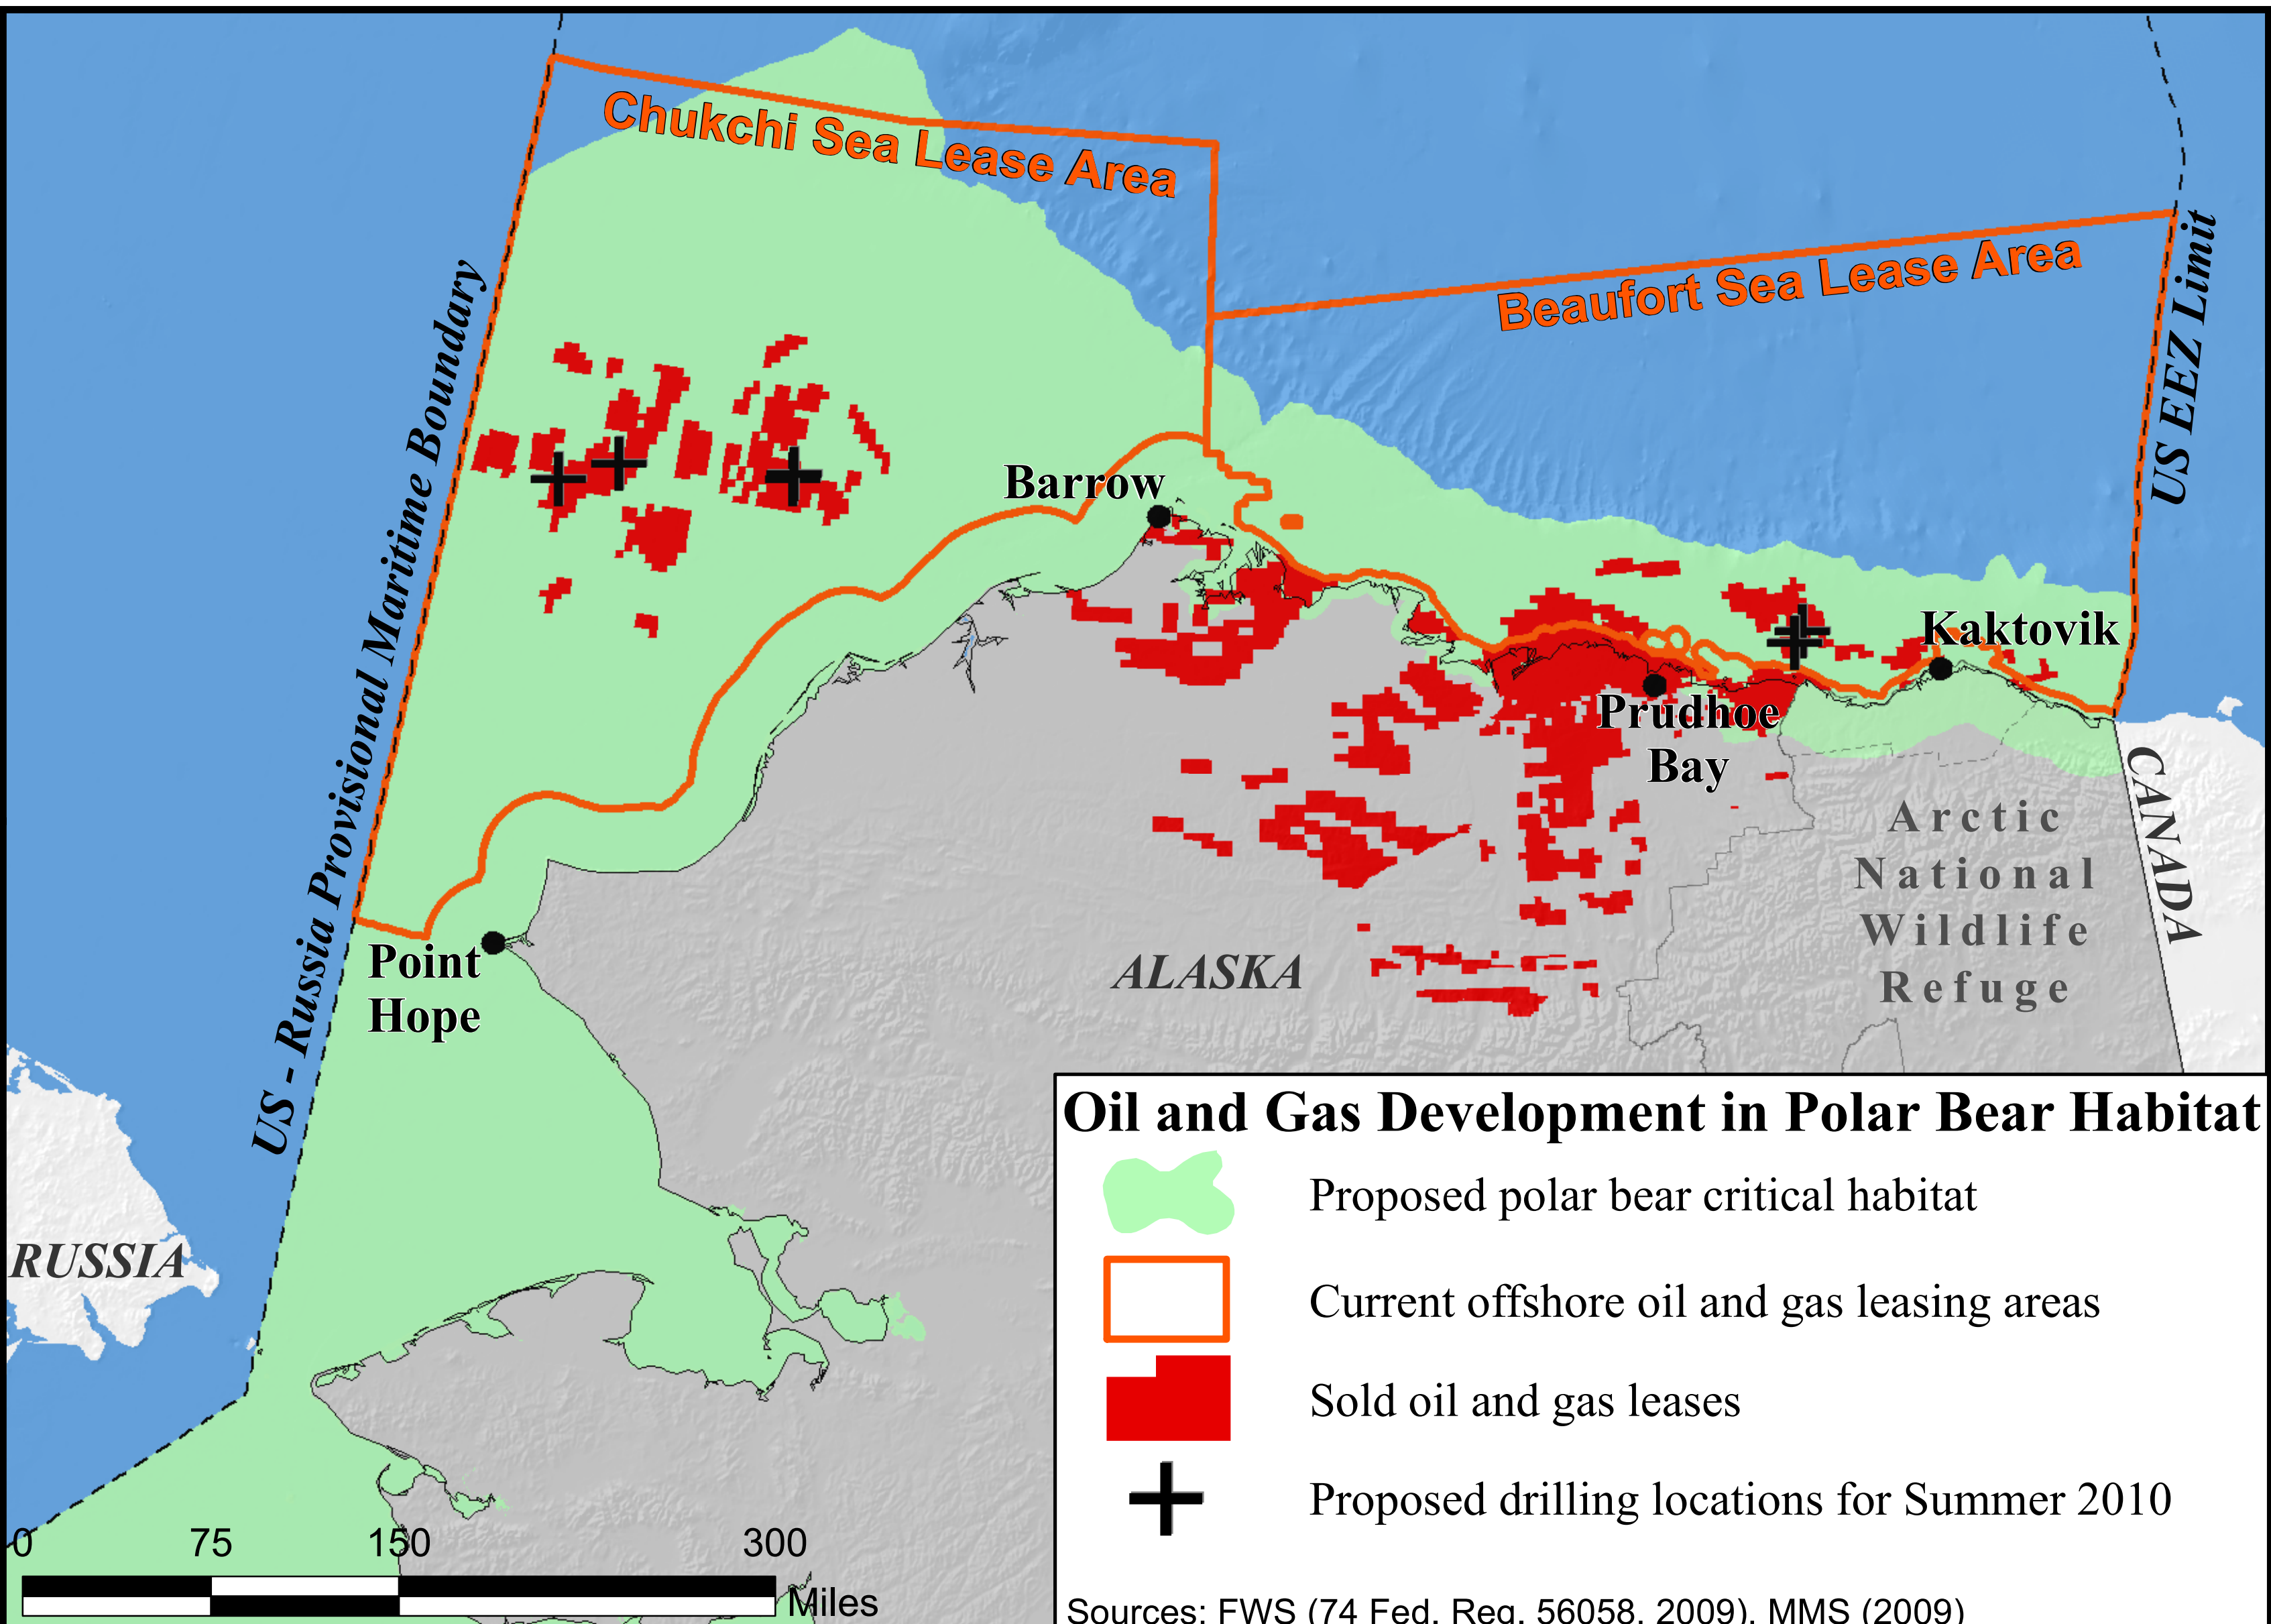 Chukchi Sea Lease Area
Beaufort Sea Lease Area
US - Russia Provisional Maritime Boundary
US EEZ Limit
Barrow
Kaktovik
Prudhoe
Bay
CANADA
Arctic
National
Wildlife
Refuge
Point
Hope
ALASKA
RUSSIA
Oil and Gas Development in Polar Bear Habitat
Proposed polar bear critical habitat
Current offshore oil and gas leasing areas
Sold oil and gas leases
Proposed drilling locations for Summer 2010
Sources: FWS (74 Fed. Reg. 56058, 2009), MMS (2009)
0 75 150 300
Miles